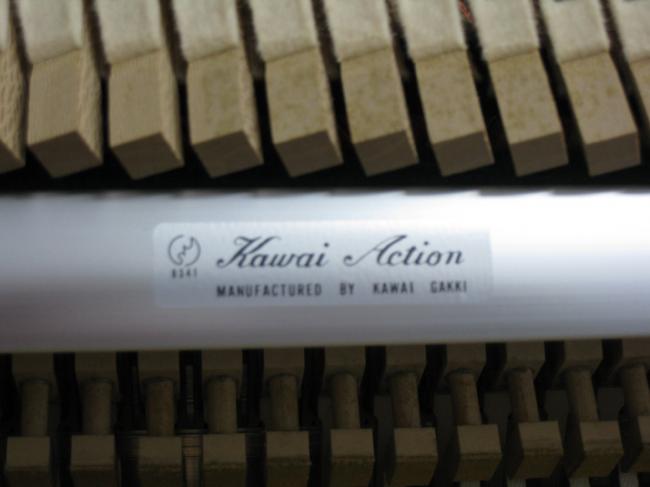 Kawai Action
8341
MANUFACTURED BY KAWAI GAKKI